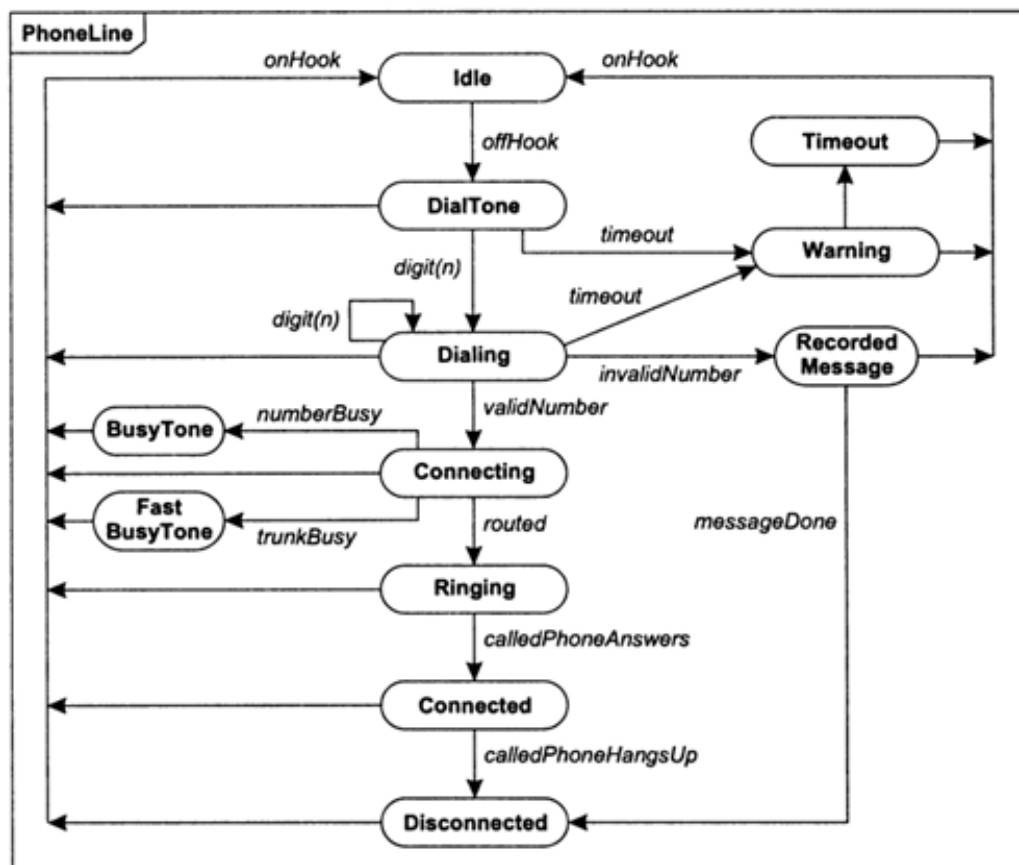 PhoneLine
onHook
Idle
onHook
offHook
Timeout
DialTone
timeout
Warning
digit(n)
timeout
digit(n)
Dialing
invalidNumber
Recorded
Message
validNumber
numberBusy
BusyTone
Connecting
Fast
BusyTone
trunkBusy
routed
messageDone
Ringing
calledPhoneAnswers
Connected
calledPhoneHangsUp
Disconnected